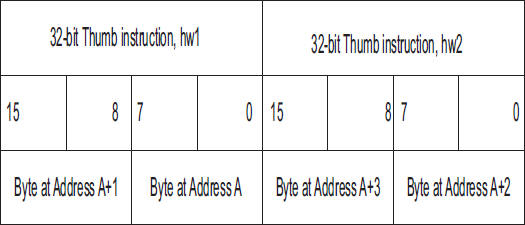 32-bit Thumb instruction, hw1 32-bit Thumb instruction, hw2
15 8 7 0 15 8 7 0
Byte at Address A+1 Byte at Address A Byte at Address A+3 Byte at Address A+2